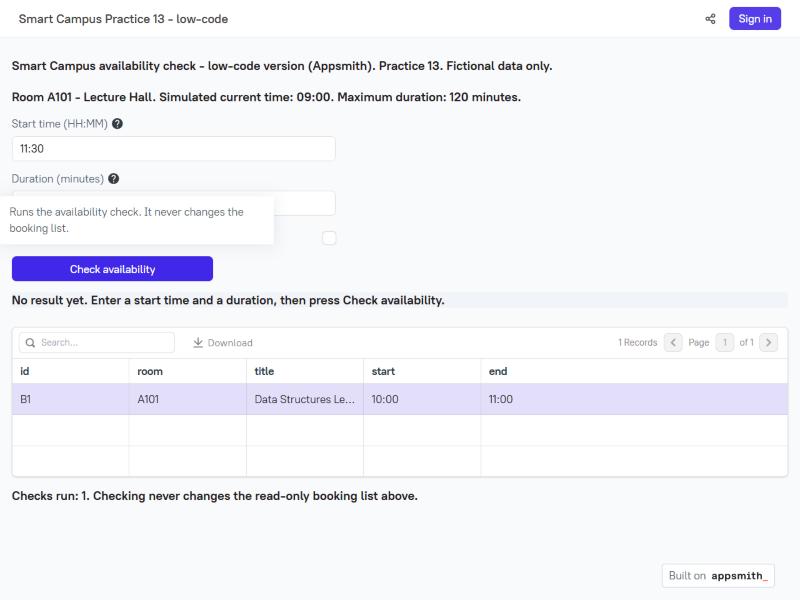 Smart Campus Practice 13 - low-code
Sign in
Smart Campus availability check - low-code version (Appsmith). Practice 13. Fictional data only.
Room A101 - Lecture Hall. Simulated current time: 09:00. Maximum duration: 120 minutes.
Start time (HH:MM) ?
11:30
Duration (minutes) ?
Runs the availability check. It never changes the
booking list.
Check availability
No result yet. Enter a start time and a duration, then press Check availability.
Search...
Download
1 Records
Page
1
of 1
id room title start end
B1 A101 Data Structures Le... 10:00 11:00
Checks run: 1. Checking never changes the read-only booking list above.
Built on appsmith_